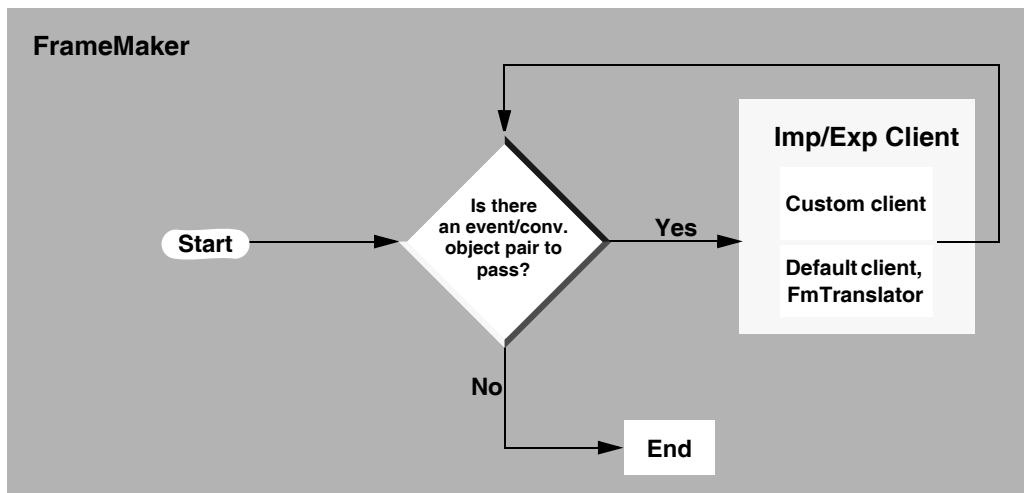 FrameMaker
Imp/Exp Client
Custom client
Is there
an event/conv.
object pair to
pass?
Yes
Start
Default client,
FmTranslator
No
End